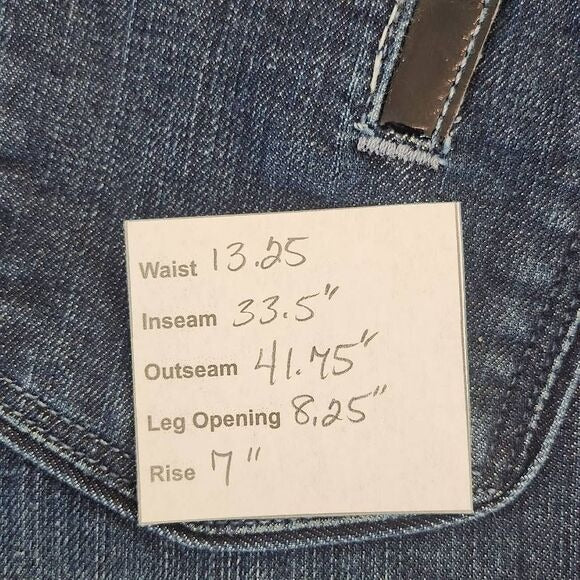 Waist 13.25
Inseam 33.5"
Outseam 41.75"
Leg Opening 8.25"
Rise 7"